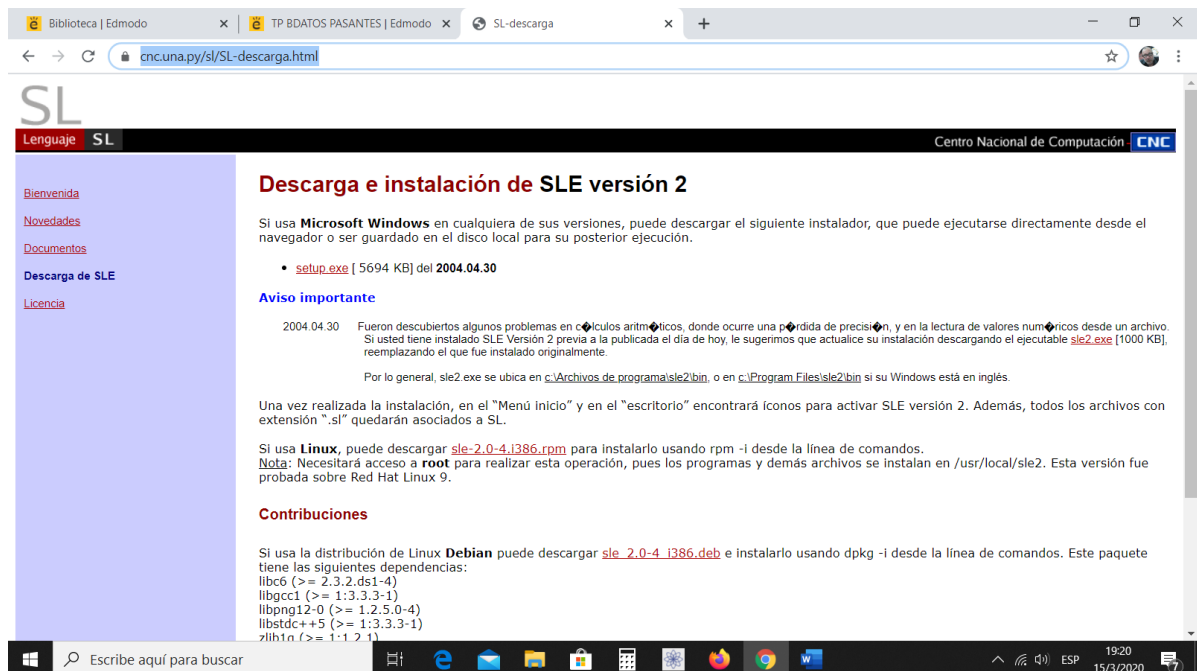 Biblioteca | Edmodo
TP BDATOS PASANTES | Edmodo
SL-descarga
cnc.una.py/sl/SL-descarga.html
SL
Lenguaje SL
Centro Nacional de Computación - CNC
Bienvenida
Novedades
Documentos
Descarga de SLE
Licencia
Descarga e instalación de SLE versión 2
Si usa Microsoft Windows en cualquiera de sus versiones, puede descargar el siguiente instalador, que puede ejecutarse directamente desde el
navegador o ser guardado en el disco local para su posterior ejecución.
• setup.exe [ 5694 KB] del 2004.04.30
Aviso importante
2004.04.30 Fueron descubiertos algunos problemas en c�lculos aritm�ticos, donde ocurre una p�rdida de precisi�n, y en la lectura de valores num�ricos desde un archivo.
Si usted tiene instalado SLE Versión 2 previa a la publicada el día de hoy, le sugerimos que actualice su instalación descargando el ejecutable sle2.exe [1000 KB],
reemplazando el que fue instalado originalmente.
Por lo general, sle2.exe se ubica en c:\Archivos de programa\sle2\bin, o en c:\Program Files\sle2\bin si su Windows está en inglés.
Una vez realizada la instalación, en el “Menú inicio” y en el “escritorio” encontrará íconos para activar SLE versión 2. Además, todos los archivos con
extensión “.sl” quedarán asociados a SL.
Si usa Linux, puede descargar sle-2.0-4.i386.rpm para instalarlo usando rpm -i desde la línea de comandos.
Nota: Necesitará acceso a root para realizar esta operación, pues los programas y demás archivos se instalan en /usr/local/sle2. Esta versión fue
probada sobre Red Hat Linux 9.
Contribuciones
Si usa la distribución de Linux Debian puede descargar sle_2.0-4_i386.deb e instalarlo usando dpkg -i desde la línea de comandos. Este paquete
tiene las siguientes dependencias:
libc6 (>= 2.3.2.ds1-4)
libgcc1 (>= 1:3.3.3-1)
libpng12-0 (>= 1.2.5.0-4)
libstdc++5 (>= 1:3.3.3-1)
zlib1g (>= 1:1.2.1)
Escribe aquí para buscar
ESP
19:20
15/3/2020
7